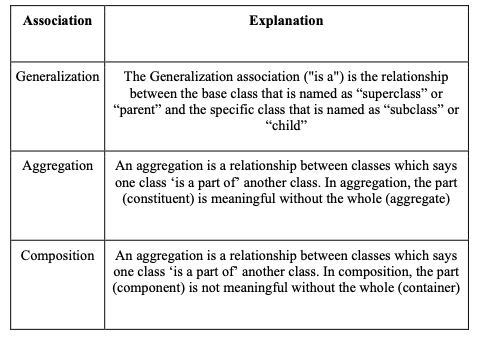 Association Explanation
Generalization The Generalization association ("is a") is the relationship
between the base class that is named as “superclass” or
“parent” and the specific class that is named as “subclass” or
“child”
Aggregation An aggregation is a relationship between classes which says
one class ‘is a part of’ another class. In aggregation, the part
(constituent) is meaningful without the whole (aggregate)
Composition An aggregation is a relationship between classes which says
one class ‘is a part of’ another class. In composition, the part
(component) is not meaningful without the whole (container)